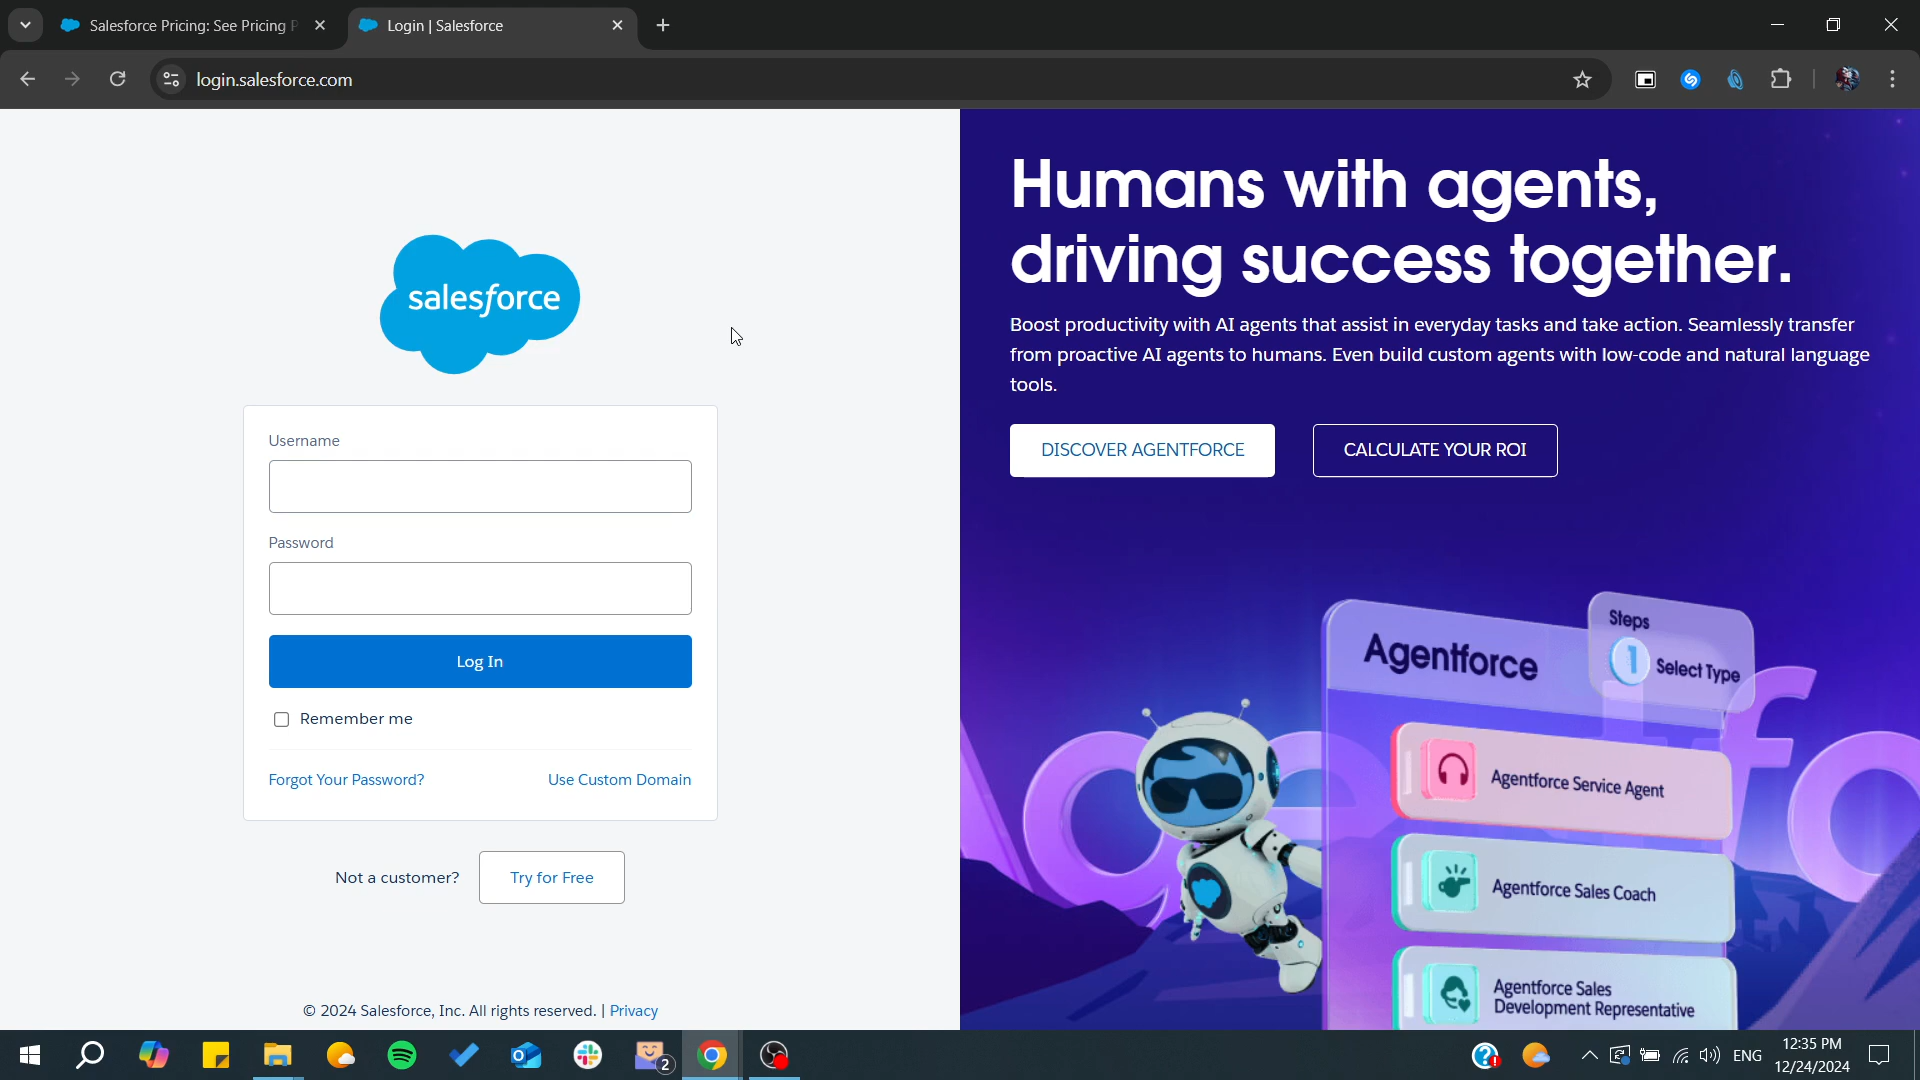 Salesforce Pricing: See Pricing P
Login | Salesforce
login.salesforce.com
salesforce
Username
Password
Log In
Remember me
Forgot Your Password?
Use Custom Domain
Not a customer?
Try for Free
© 2024 Salesforce, Inc. All rights reserved. | Privacy
Humans with agents,
driving success together.
Boost productivity with AI agents that assist in everyday tasks and take action. Seamlessly transfer
from proactive AI agents to humans. Even build custom agents with low-code and natural language
tools.
DISCOVER AGENTFORCE
CALCULATE YOUR ROI
Steps
1
Select Type
Agentforce
Agentforce Service Agent
Agentforce Sales Coach
Agentforce Sales
Development Representative
2
ENG
12:35 PM
12/24/2024